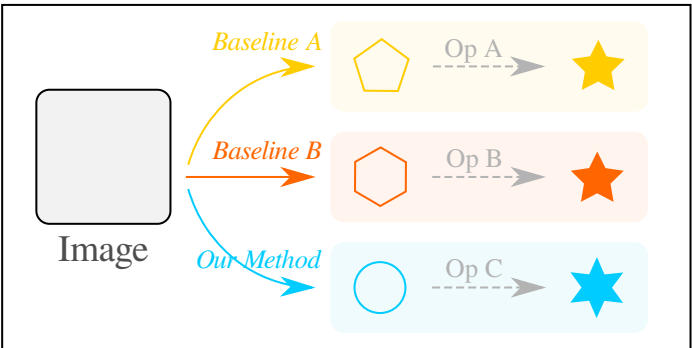 Baseline A
Op A
Baseline B
Op B
Image
Our Method
Op C